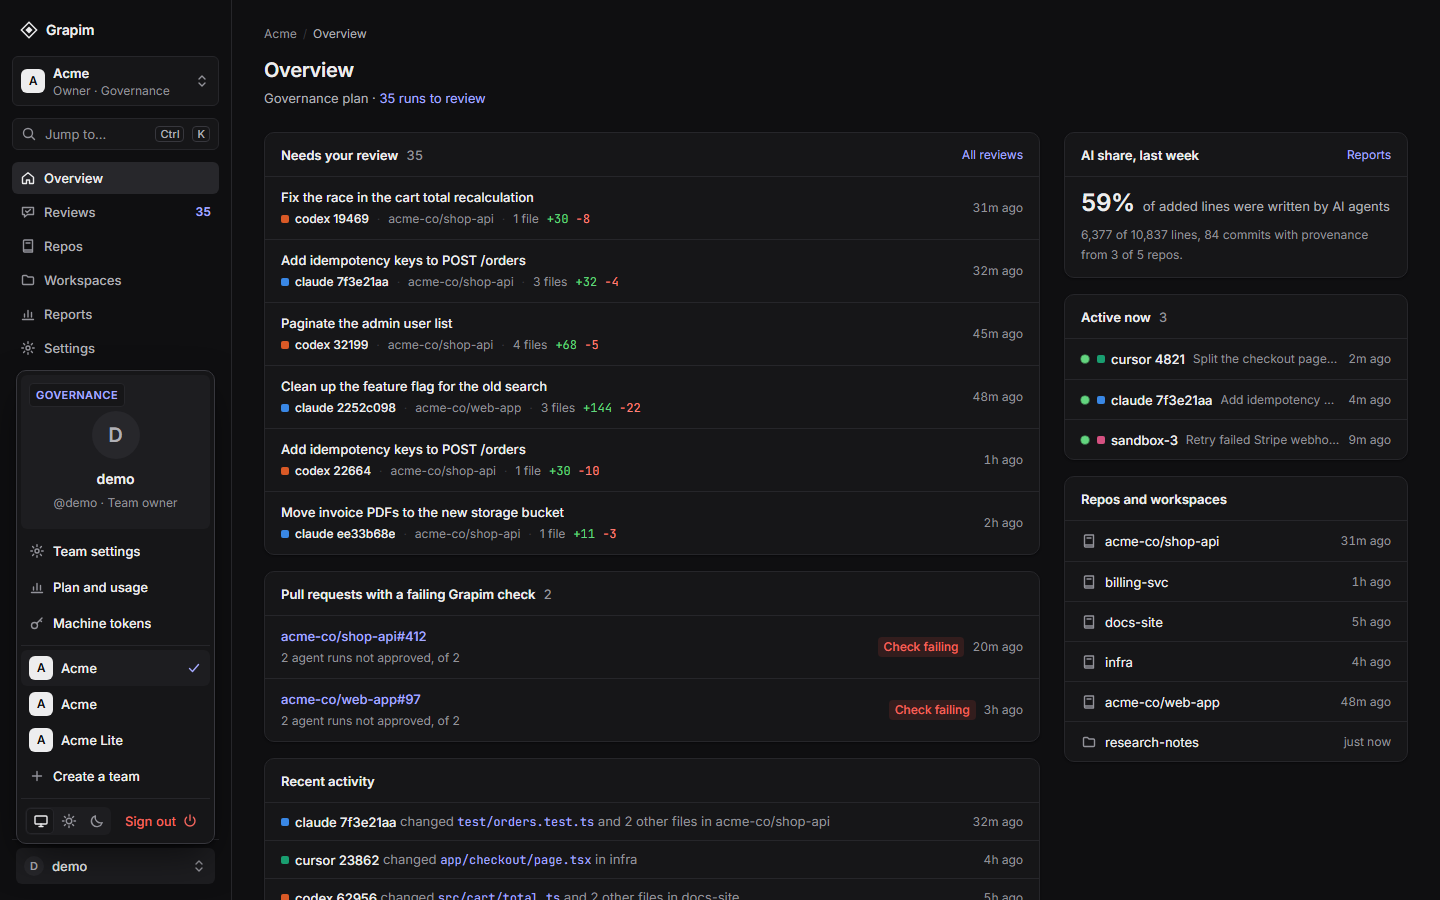 Grapim
A Acme
Owner · Governance
Jump to... Ctrl K
Overview
Reviews 35
Repos
Workspaces
Reports
Settings
GOVERNANCE
D
demo
@demo · Team owner
Team settings
Plan and usage
Machine tokens
A Acme
A Acme
A Acme Lite
Create a team
Sign out
D demo
Acme / Overview
Overview
Governance plan · 35 runs to review
Needs your review 35 All reviews
Fix the race in the cart total recalculation
codex 19469 · acme-co/shop-api · 1 file +30 -8 31m ago
Add idempotency keys to POST /orders
claude 7f3e21aa · acme-co/shop-api · 3 files +32 -4 32m ago
Paginate the admin user list
codex 32199 · acme-co/shop-api · 4 files +68 -5 45m ago
Clean up the feature flag for the old search
claude 2252c098 · acme-co/web-app · 3 files +144 -22 48m ago
Add idempotency keys to POST /orders
codex 22664 · acme-co/shop-api · 1 file +30 -10 1h ago
Move invoice PDFs to the new storage bucket
claude ee33b68e · acme-co/shop-api · 1 file +11 -3 2h ago
Pull requests with a failing Grapim check 2
acme-co/shop-api#412
2 agent runs not approved, of 2 Check failing 20m ago
acme-co/web-app#97
2 agent runs not approved, of 2 Check failing 3h ago
Recent activity
claude 7f3e21aa changed test/orders.test.ts and 2 other files in acme-co/shop-api 32m ago
cursor 23862 changed app/checkout/page.tsx in infra 4h ago
codex 62956 changed src/cart/total.ts and 2 other files in docs-site 5h ago
AI share, last week Reports
59% of added lines were written by AI agents
6,377 of 10,837 lines, 84 commits with provenance
from 3 of 5 repos.
Active now 3
cursor 4821 Split the checkout page... 2m ago
claude 7f3e21aa Add idempotency ... 4m ago
sandbox-3 Retry failed Stripe webho... 9m ago
Repos and workspaces
acme-co/shop-api 31m ago
billing-svc 1h ago
docs-site 5h ago
infra 4h ago
acme-co/web-app 48m ago
research-notes just now